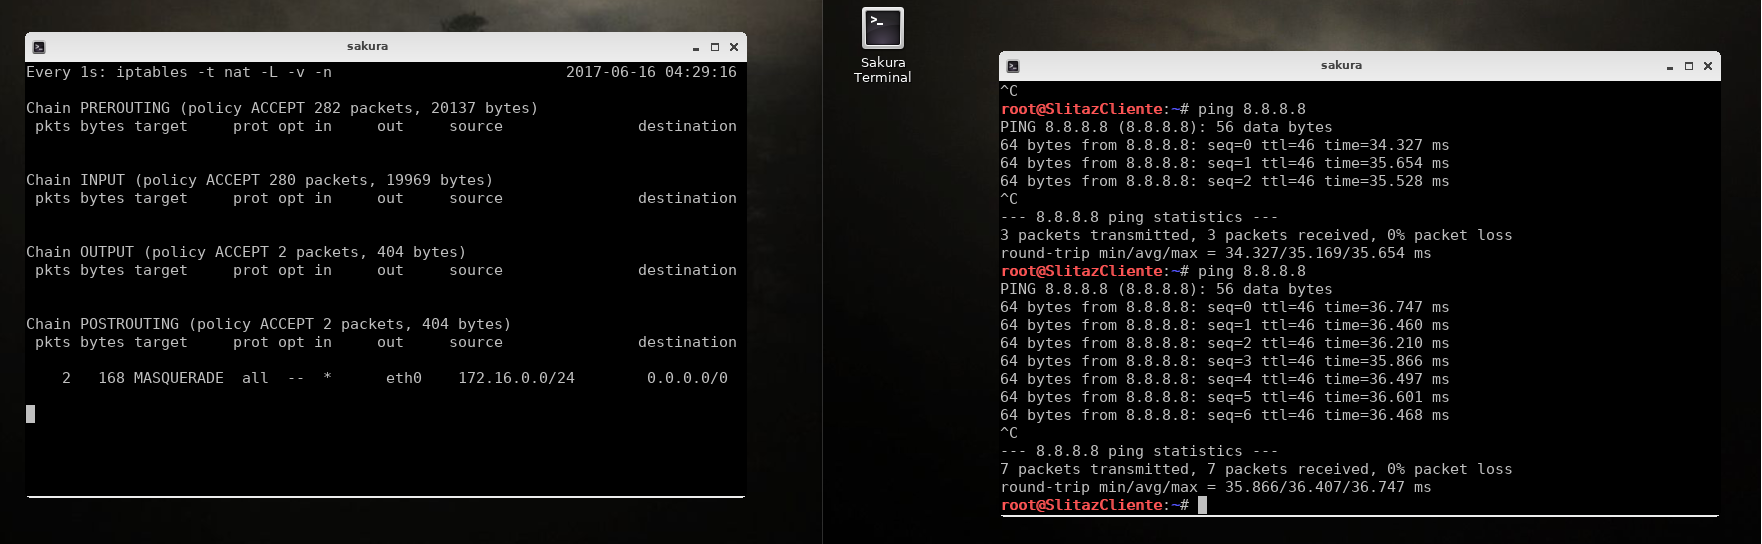 sakura
Every 1s: iptables -t nat -L -v -n                          2017-06-16 04:29:16
Chain PREROUTING (policy ACCEPT 282 packets, 20137 bytes)
 pkts bytes target     prot opt in     out     source               destination
Chain INPUT (policy ACCEPT 280 packets, 19969 bytes)
 pkts bytes target     prot opt in     out     source               destination
Chain OUTPUT (policy ACCEPT 2 packets, 404 bytes)
 pkts bytes target     prot opt in     out     source               destination
Chain POSTROUTING (policy ACCEPT 2 packets, 404 bytes)
 pkts bytes target     prot opt in     out     source               destination
    2   168 MASQUERADE  all  --  *      eth0    172.16.0.0/24        0.0.0.0/0
>_
Sakura
Terminal
sakura
^C
root@SlitazCliente:~# ping 8.8.8.8
PING 8.8.8.8 (8.8.8.8): 56 data bytes
64 bytes from 8.8.8.8: seq=0 ttl=46 time=34.327 ms
64 bytes from 8.8.8.8: seq=1 ttl=46 time=35.654 ms
64 bytes from 8.8.8.8: seq=2 ttl=46 time=35.528 ms
^C
--- 8.8.8.8 ping statistics ---
3 packets transmitted, 3 packets received, 0% packet loss
round-trip min/avg/max = 34.327/35.169/35.654 ms
root@SlitazCliente:~# ping 8.8.8.8
PING 8.8.8.8 (8.8.8.8): 56 data bytes
64 bytes from 8.8.8.8: seq=0 ttl=46 time=36.747 ms
64 bytes from 8.8.8.8: seq=1 ttl=46 time=36.460 ms
64 bytes from 8.8.8.8: seq=2 ttl=46 time=36.210 ms
64 bytes from 8.8.8.8: seq=3 ttl=46 time=35.866 ms
64 bytes from 8.8.8.8: seq=4 ttl=46 time=36.497 ms
64 bytes from 8.8.8.8: seq=5 ttl=46 time=36.601 ms
64 bytes from 8.8.8.8: seq=6 ttl=46 time=36.468 ms
^C
--- 8.8.8.8 ping statistics ---
7 packets transmitted, 7 packets received, 0% packet loss
round-trip min/avg/max = 35.866/36.407/36.747 ms
root@SlitazCliente:~#